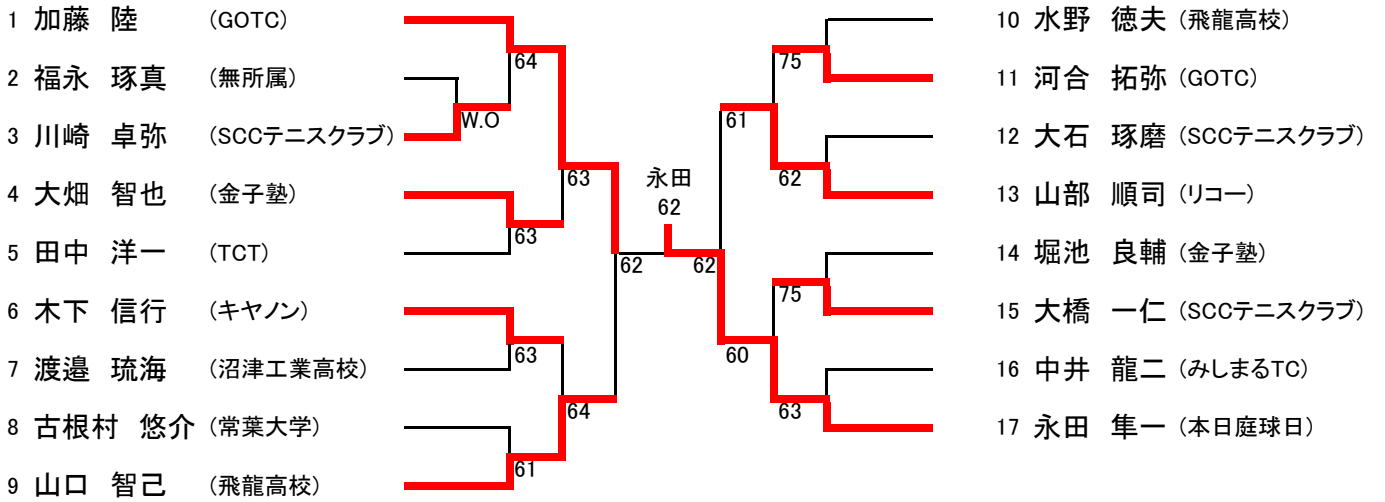 1 加藤 陸 (GOTC)
2 福永 琢真 (無所属)
3 川崎 卓弥 (SCCテニスクラブ)
4 大畑 智也 (金子塾)
5 田中 洋一 (TCT)
6 木下 信行 (キヤノン)
7 渡邉 琉海 (沼津工業高校)
8 古根村 悠介 (常葉大学)
9 山口 智己 (飛龍高校)
64
W.O
63
63
62
63
64
61
永田
62
62
75
61
62
75
60
63
10 水野 徳夫 (飛龍高校)
11 河合 拓弥 (GOTC)
12 大石 琢磨 (SCCテニスクラブ)
13 山部 順司 (リコー)
14 堀池 良輔 (金子塾)
15 大橋 一仁 (SCCテニスクラブ)
16 中井 龍二 (みしまるTC)
17 永田 隼一 (本日庭球日)